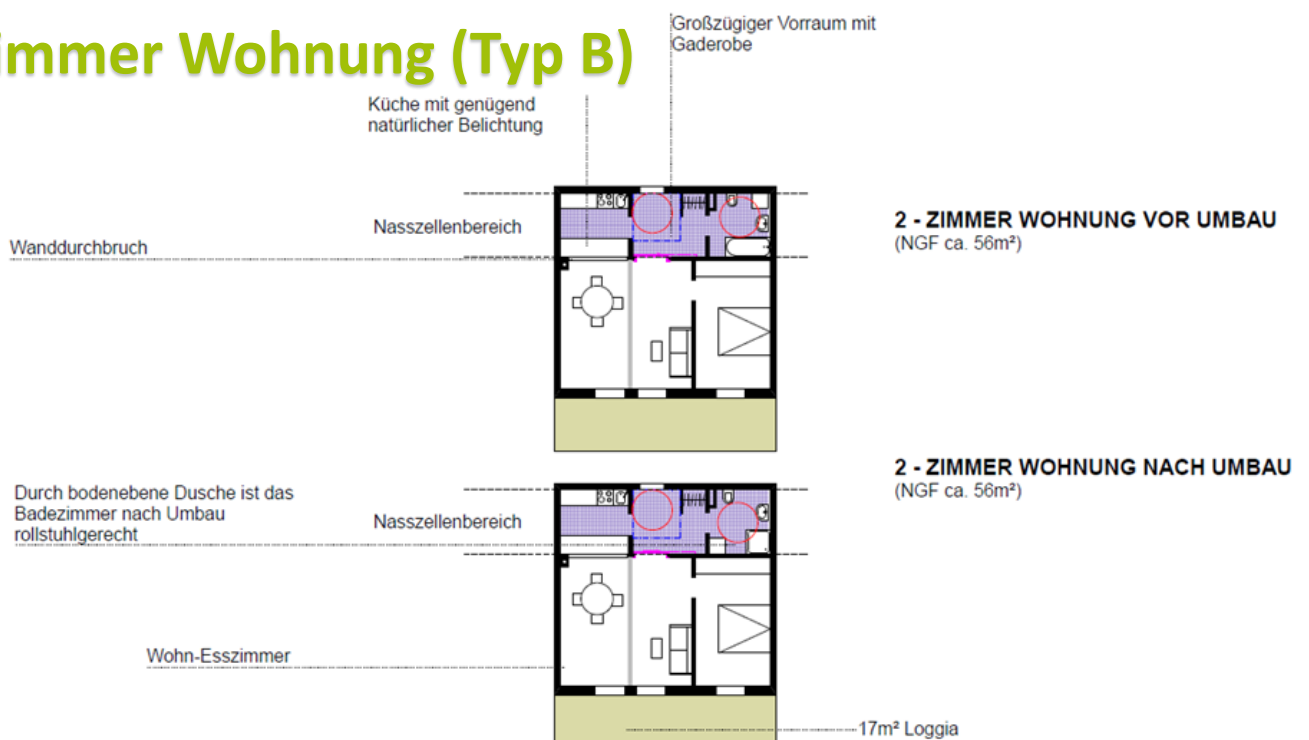 immer Wohnung (Typ B)
Großzügiger Vorraum mit
Gaderobe
Küche mit genügend
natürlicher Belichtung
Nasszellenbereich
Wanddurchbruch
2 - ZIMMER WOHNUNG VOR UMBAU
(NGF ca. 56m²)
2 - ZIMMER WOHNUNG NACH UMBAU
(NGF ca. 56m²)
Durch bodenebene Dusche ist das
Badezimmer nach Umbau
rollstuhlgerecht
Nasszellenbereich
Wohn-Esszimmer
17m² Loggia